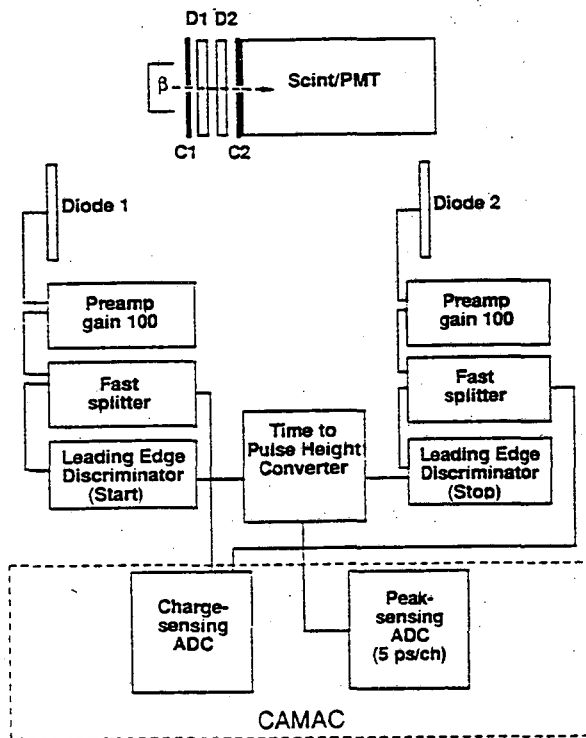 D1 D2
β
Scint/PMT
C1
C2
Diode 1
Diode 2
Preamp
gain 100
Preamp
gain 100
Fast
splitter
Fast
splitter
Time to
Pulse Height
Converter
Leading Edge
Discriminator
(Start)
Leading Edge
Discriminator
(Stop)
Charge-
sensing
ADC
Peak-
sensing
ADC
(5 ps/ch)
CAMAC